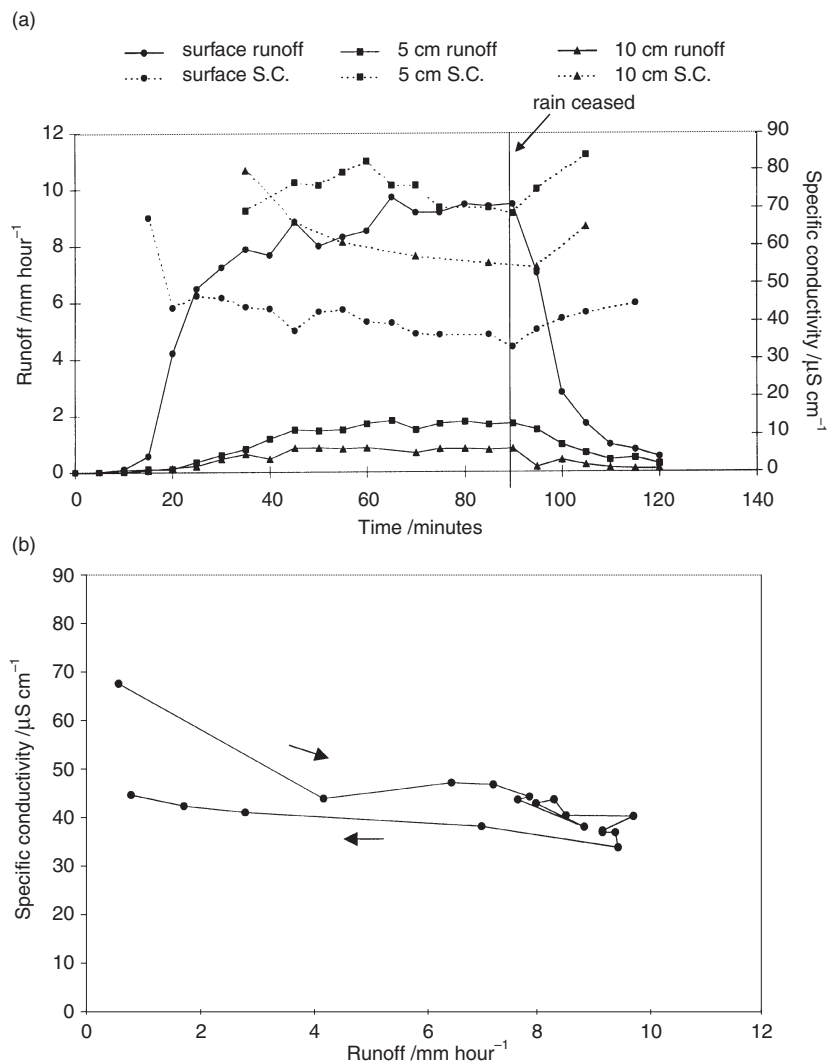 (a)
surface runoff 5 cm runoff 10 cm runoff
surface S.C. 5 cm S.C. 10 cm S.C.
rain ceased
12
10
8
6
4
2
0
Runoff /mm hour⁻¹
90
80
70
60
50
40
30
20
10
0
Specific conductivity /μS cm⁻¹
0 20 40 60 80 100 120 140
Time /minutes
(b)
90
80
70
60
50
40
30
20
10
0
Specific conductivity /μS cm⁻¹
0 2 4 6 8 10 12
Runoff /mm hour⁻¹